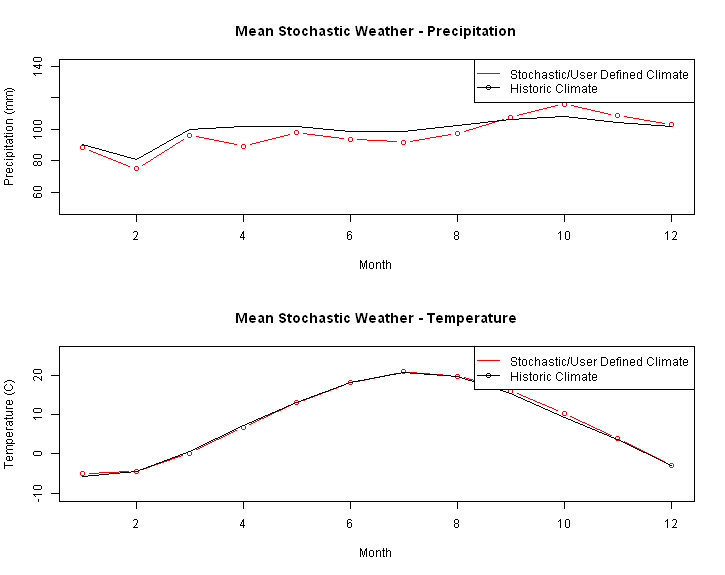 Mean Stochastic Weather - Precipitation
Precipitation (mm)
140
100
80
60
Stochastic/User Defined Climate
Historic Climate
2 4 6 8 10 12
Month
Mean Stochastic Weather - Temperature
Temperature (C)
20
10
0
-10
Stochastic/User Defined Climate
Historic Climate
2 4 6 8 10 12
Month